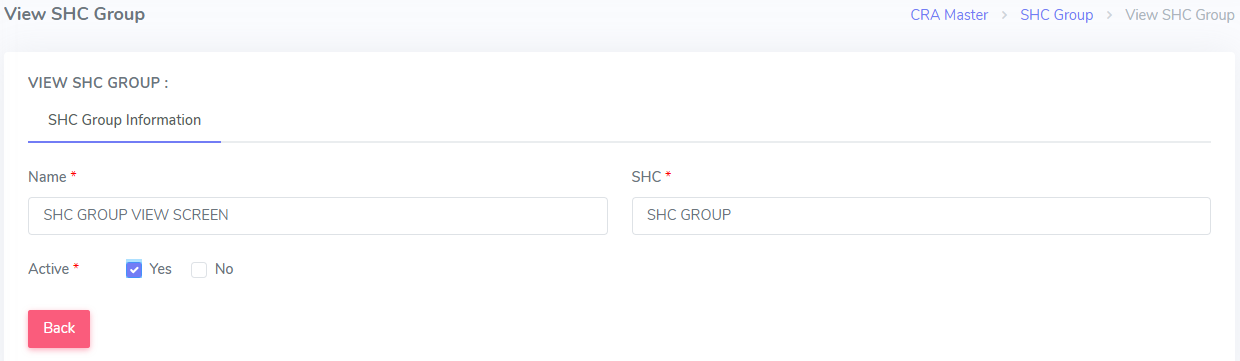 View SHC Group
CRA Master > SHC Group > View SHC Group
VIEW SHC GROUP :
SHC Group Information
Name * SHC *
SHC GROUP VIEW SCREEN SHC GROUP
Active * Yes No
Back